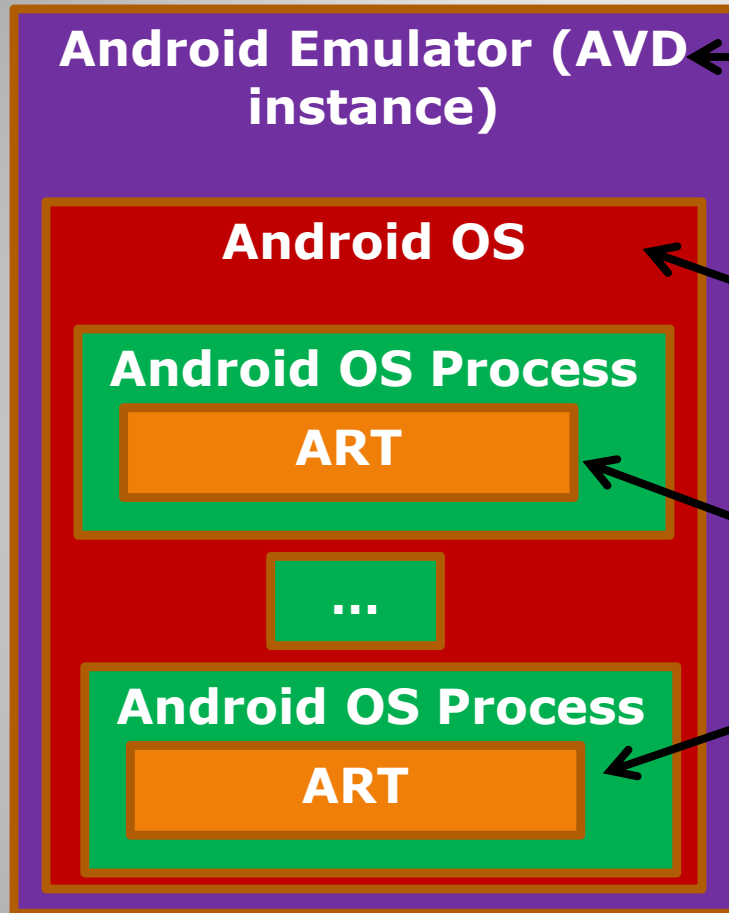 Android Emulator (AVD
instance)
Android OS
Android OS Process
ART
...
Android OS Process
ART